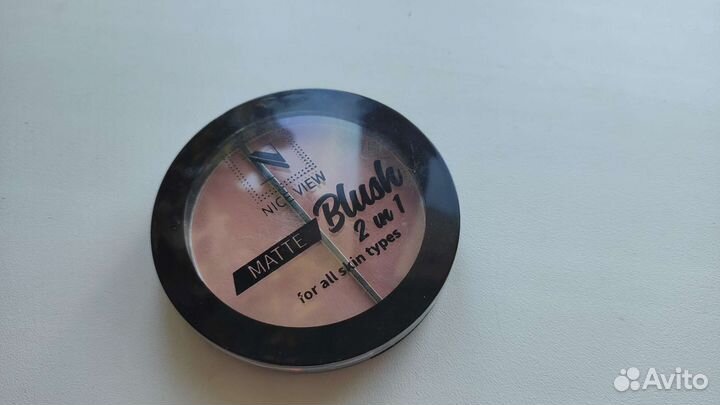 N
NICE VIEW
MATTE
Blush
2 in 1
for all skin types
Avito